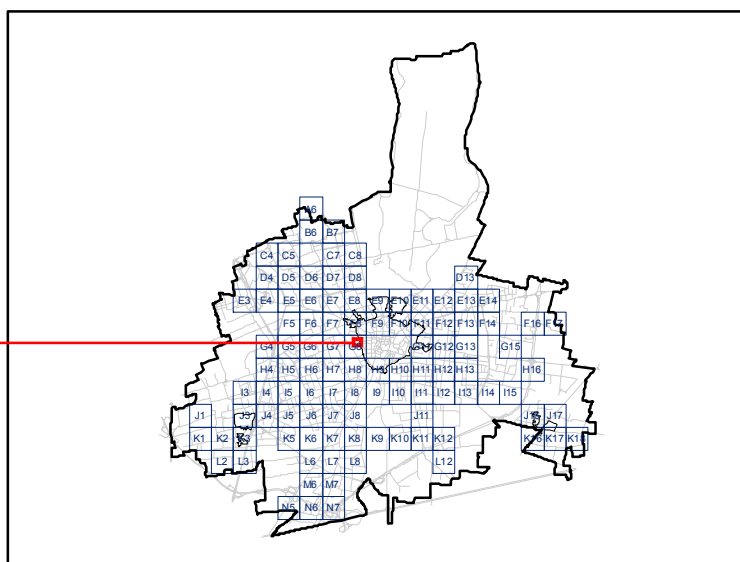 A6
B6 B7
C4 C5 C7 C8
D4 D5 D6 D7 D8 D13
E3 E4 E5 E6 E7 E8 E9 E10 E11 E12 E13 E14
F5 F6 F7 F9 F10 F11 F12 F13 F14 F16
G4 G5 G6 G7 G12 G13 G15
H4 H5 H6 H7 H8 H9 H10 H11 H12 H13 H16
I3 I4 I5 I6 I7 I8 I9 I10 I11 I12 I13 I14 I15
J1 J3 J4 J5 J6 J7 J8 J11 J17
K1 K2 K5 K6 K7 K8 K9 K10 K11 K12 K16 K17 K18
L2 L3 L6 L7 L8 L12
M6 M7
N5 N6 N7